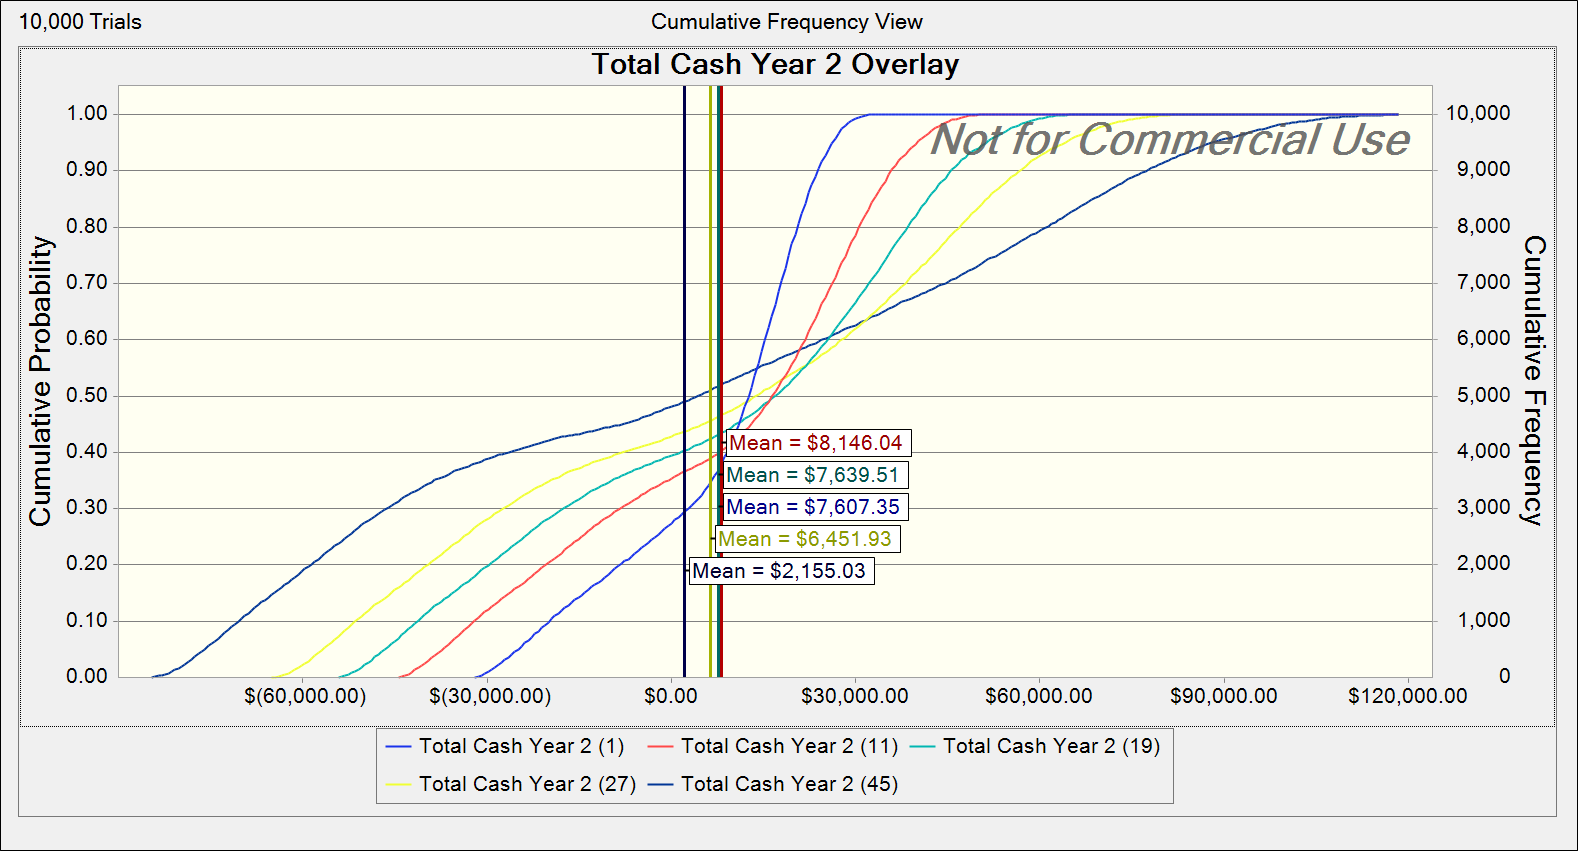 10,000 Trials
Cumulative Frequency View
Total Cash Year 2 Overlay
Not for Commercial Use
Cumulative Probability
1.00
0.90
0.80
0.70
0.60
0.50
0.40
0.30
0.20
0.10
0.00
10,000
9,000
8,000
7,000
6,000
5,000
4,000
3,000
2,000
1,000
0
Cumulative Frequency
Mean = $8,146.04
Mean = $7,639.51
Mean = $7,607.35
Mean = $6,451.93
Mean = $2,155.03
$(60,000.00) $(30,000.00) $0.00 $30,000.00 $60,000.00 $90,000.00 $120,000.00
Total Cash Year 2 (1) Total Cash Year 2 (11) Total Cash Year 2 (19)
Total Cash Year 2 (27) Total Cash Year 2 (45)